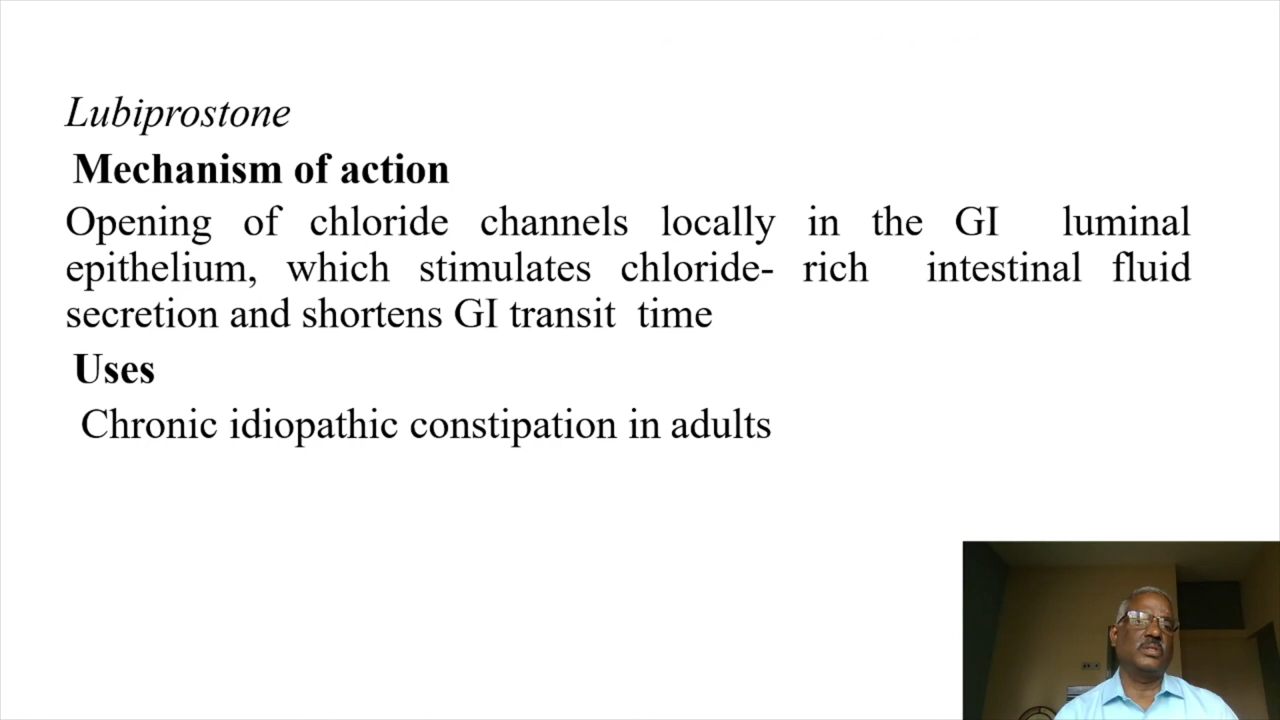 Lubiprostone
Mechanism of action
Opening of chloride channels locally in the GI luminal
epithelium, which stimulates chloride- rich intestinal fluid
secretion and shortens GI transit time
Uses
Chronic idiopathic constipation in adults